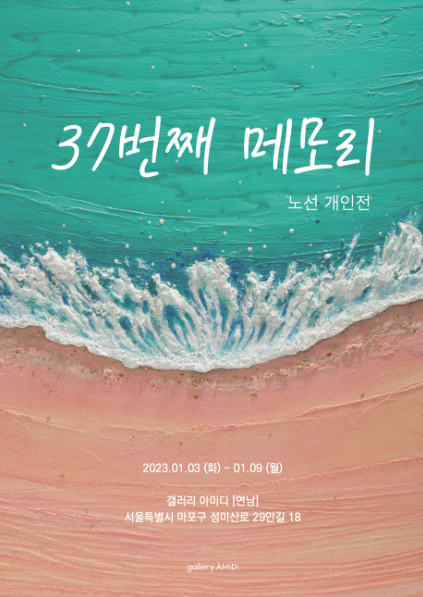 37번째 메모리
노선 개인전
2023.01.03 (화) - 01.09 (월)
갤러리 아미디 [연남]
서울특별시 마포구 성미산로 29안길 18
gallery AMiDi